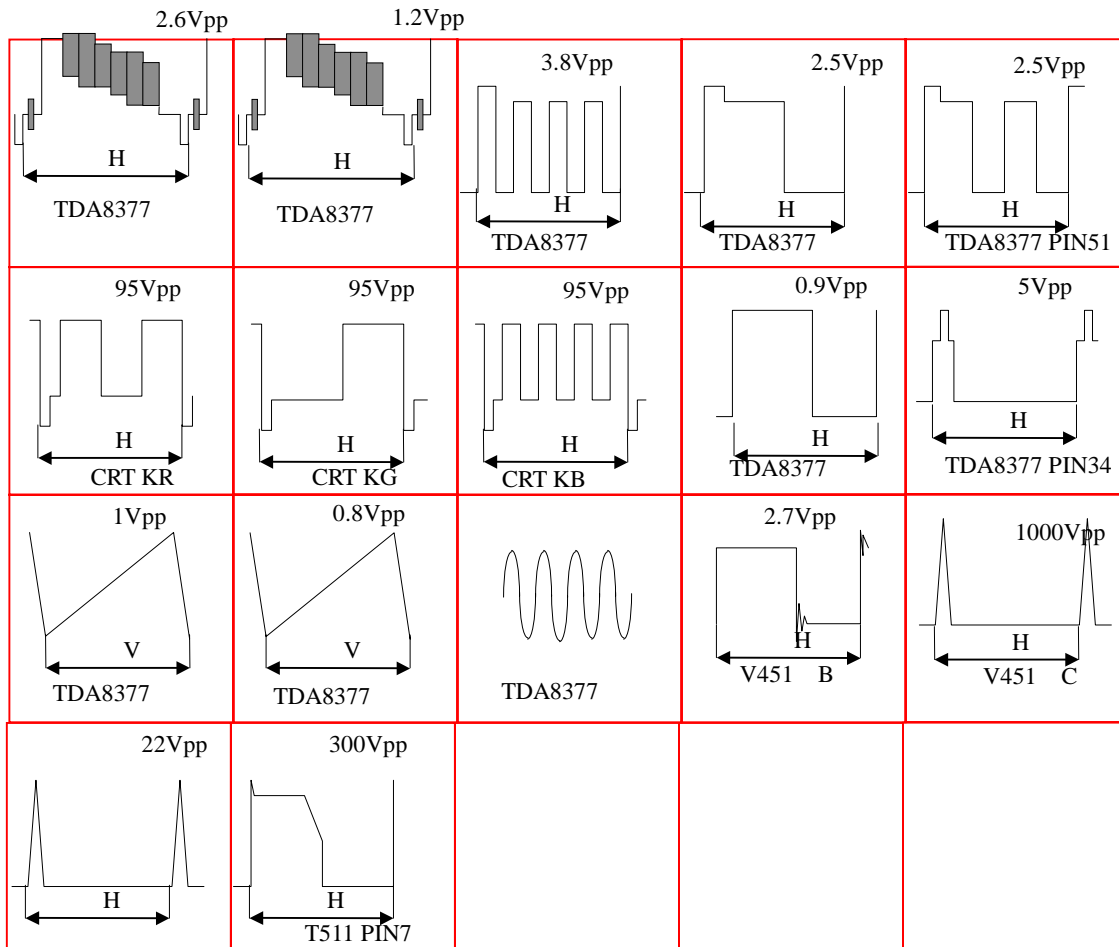 2.6Vpp
H
TDA8377
1.2Vpp
H
TDA8377
3.8Vpp
H
TDA8377
2.5Vpp
H
TDA8377
2.5Vpp
H
TDA8377 PIN51
95Vpp
H
CRT KR
95Vpp
H
CRT KG
95Vpp
H
CRT KB
0.9Vpp
H
TDA8377
5Vpp
H
TDA8377 PIN34
1Vpp
V
TDA8377
0.8Vpp
V
TDA8377
TDA8377
2.7Vpp
H
V451 B
1000Vpp
H
V451 C
22Vpp
H
300Vpp
H
T511 PIN7